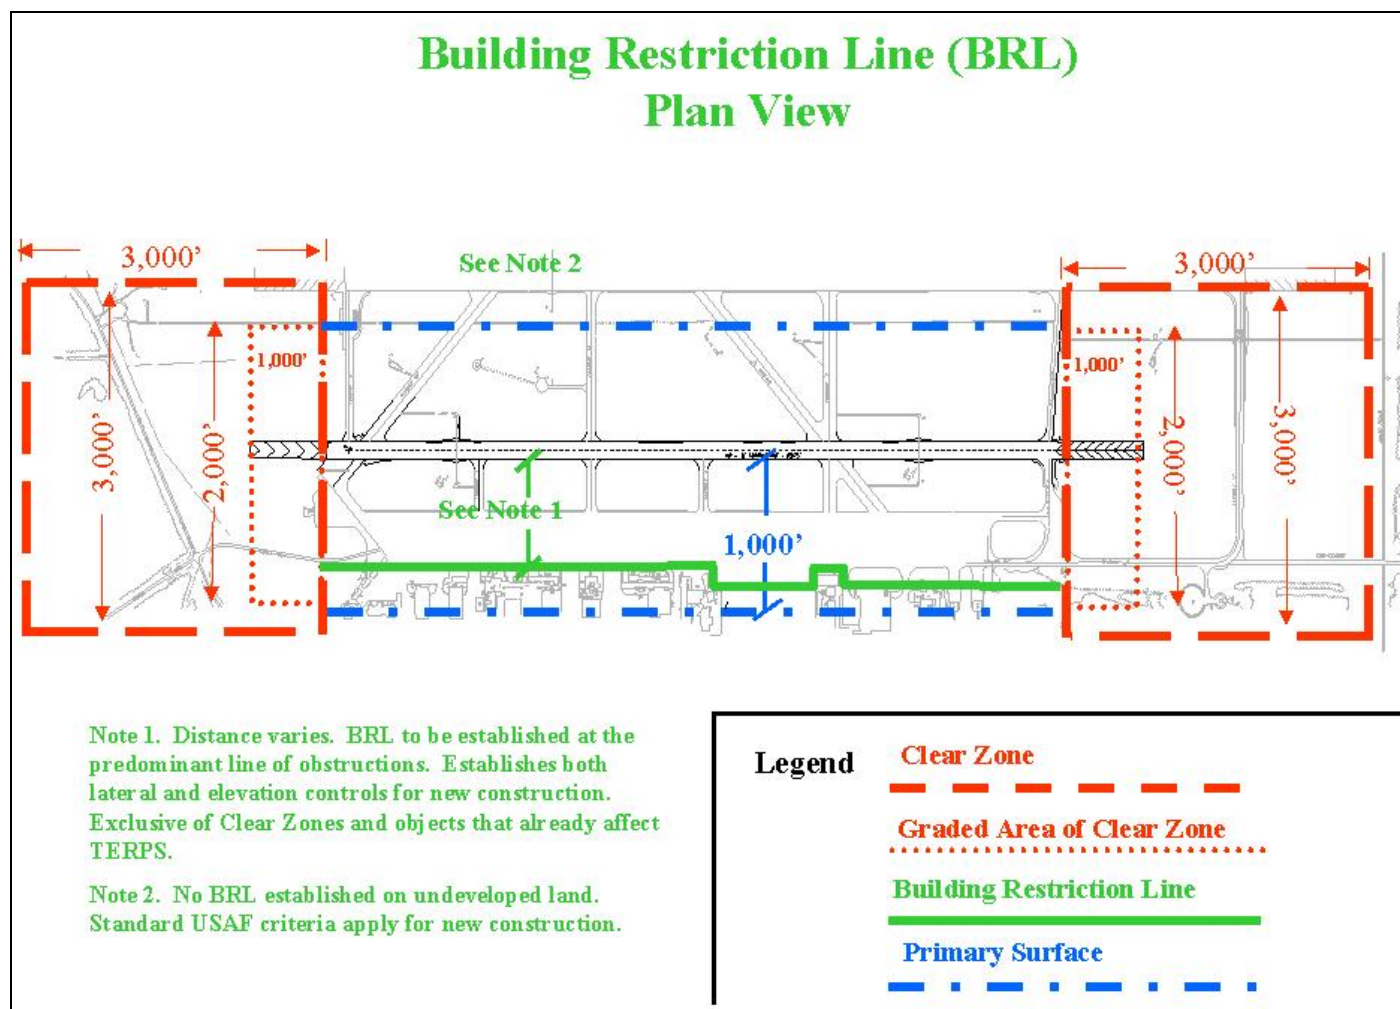 Building Restriction Line (BRL)
Plan View
3,000’
See Note 2
3,000’
1,000’
1,000’
3,000’
2,000’
2,000’
3,000’
See Note 1
1,000’
Note 1. Distance varies. BRL to be established at the
predominant line of obstructions. Establishes both
lateral and elevation controls for new construction.
Exclusive of Clear Zones and objects that already affect
TERPS.
Note 2. No BRL established on undeveloped land.
Standard USAF criteria apply for new construction.
Legend
Clear Zone
Graded Area of Clear Zone
Building Restriction Line
Primary Surface